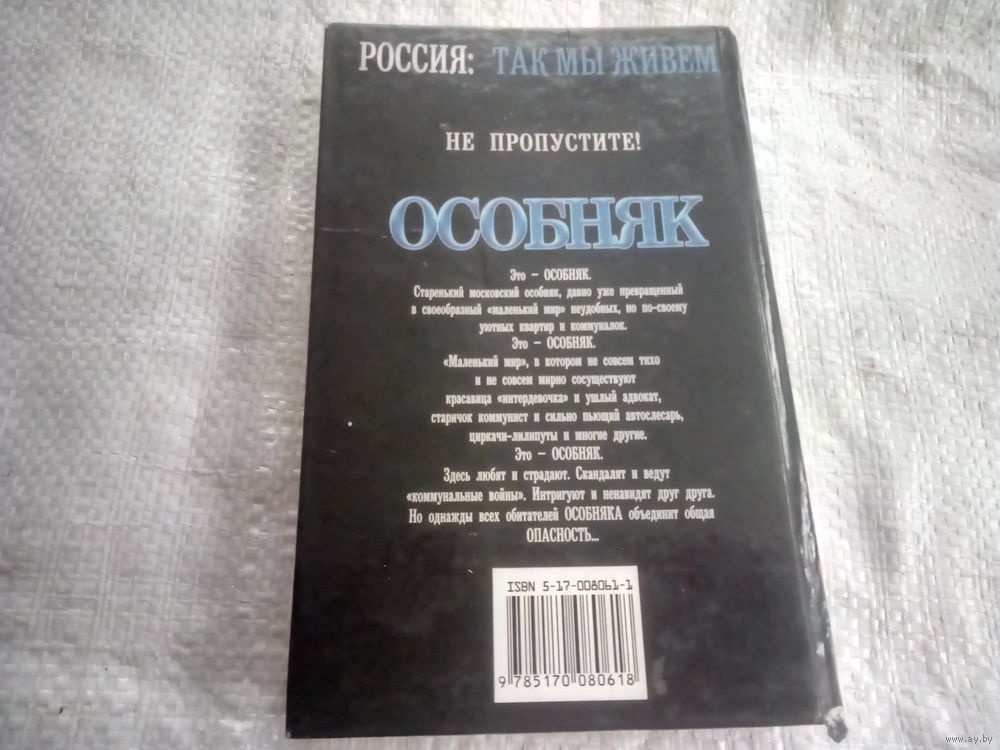 РОССИЯ: ТАК МЫ ЖИВЕМ
НЕ ПРОПУСТИТЕ!
ОСОБНЯК
Это – ОСОБНЯК.
Старенький московский особняк, давно уже превращенный
в своеобразный «маленький мир» неудобных, но по-своему
уютных квартир и коммуналок.
Это – ОСОБНЯК.
«Маленький мир», в котором не совсем тихо
и не совсем мирно сосуществуют
красавица «интердевочка» и ушлый адвокат,
старичок коммунист и сильно пьющий автослесарь,
циркачи-лилипуты и многие другие.
Это – ОСОБНЯК.
Здесь любят и страдают. Скандалят и ведут
«коммунальные войны». Интригуют и ненавидят друг друга.
Но однажды всех обитателей ОСОБНЯКА объединит общая
ОПАСНОСТЬ...
ISBN 5-17-008061-1
9 785170 080618
www.ay.by